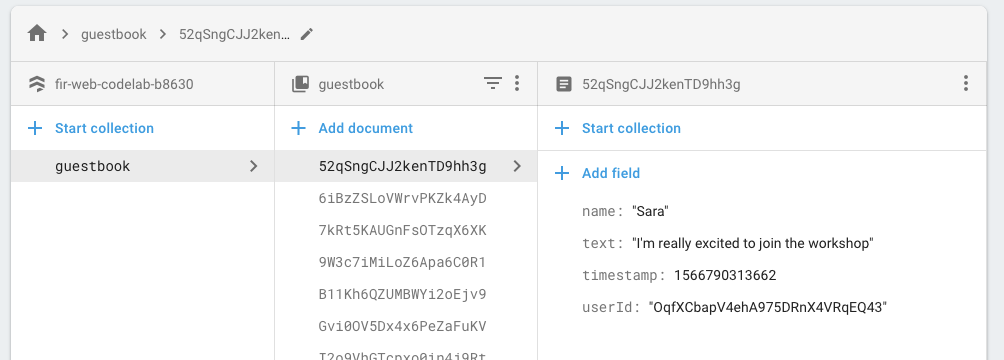 guestbook 52qSngCJJ2ken...
fir-web-codelab-b8630 guestbook 52qSngCJJ2kenTD9hh3g
Start collection Add document Start collection
guestbook 52qSngCJJ2kenTD9hh3g Add field
6iBzZSLoVWrvPKZk4AyD name: "Sara"
7kRt5KAUGnFsOTzqX6XK text: "I'm really excited to join the workshop"
9W3c7iMiLoZ6Apa6C0R1 timestamp: 1566790313662
B11Kh6QZUMBWYi2oEjv9 userId: "OqfXCbapV4ehA975DRnX4VRqEQ43"
Gvi0OV5Dx4x6PeZaFuKV